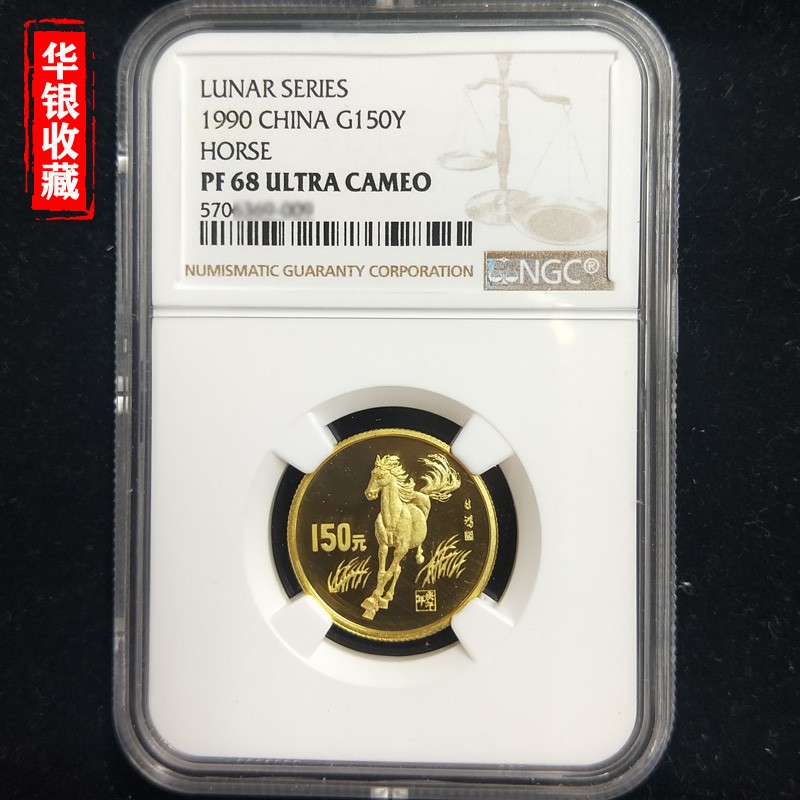 华银收藏
LUNAR SERIES
1990 CHINA G150Y
HORSE
PF 68 ULTRA CAMEO
570
NUMISMATIC GUARANTY CORPORATION
NGC®
150元